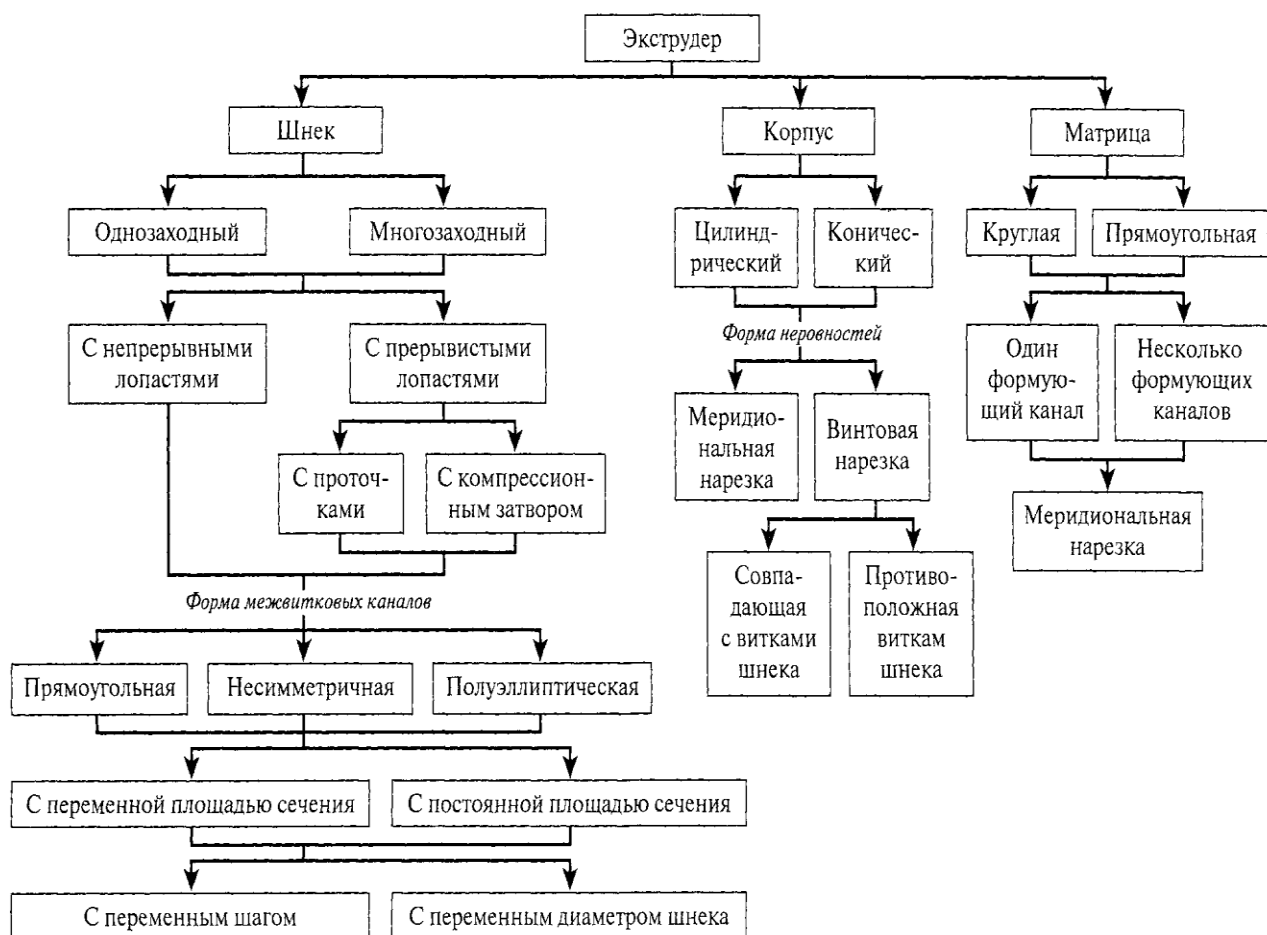 Экструдер
Шнек
Корпус
Матрица
Однозаходный
Многозаходный
Цилинд-
рический
Коничес-
кий
Круглая
Прямоугольная
С непрерывными
лопастями
С прерывистыми
лопастями
Форма неровностей
Один
формую-
щий канал
Несколько
формующих
каналов
Меридио-
нальная
нарезка
Винтовая
нарезка
С проточ-
ками
С компрессион-
ным затвором
Меридиональная
нарезка
Совпа-
дающая
с витками
шнека
Противо-
положная
виткам
шнека
Форма межвитковых каналов
Прямоугольная
Несимметричная
Полуэллиптическая
С переменной площадью сечения
С постоянной площадью сечения
С переменным шагом
С переменным диаметром шнека